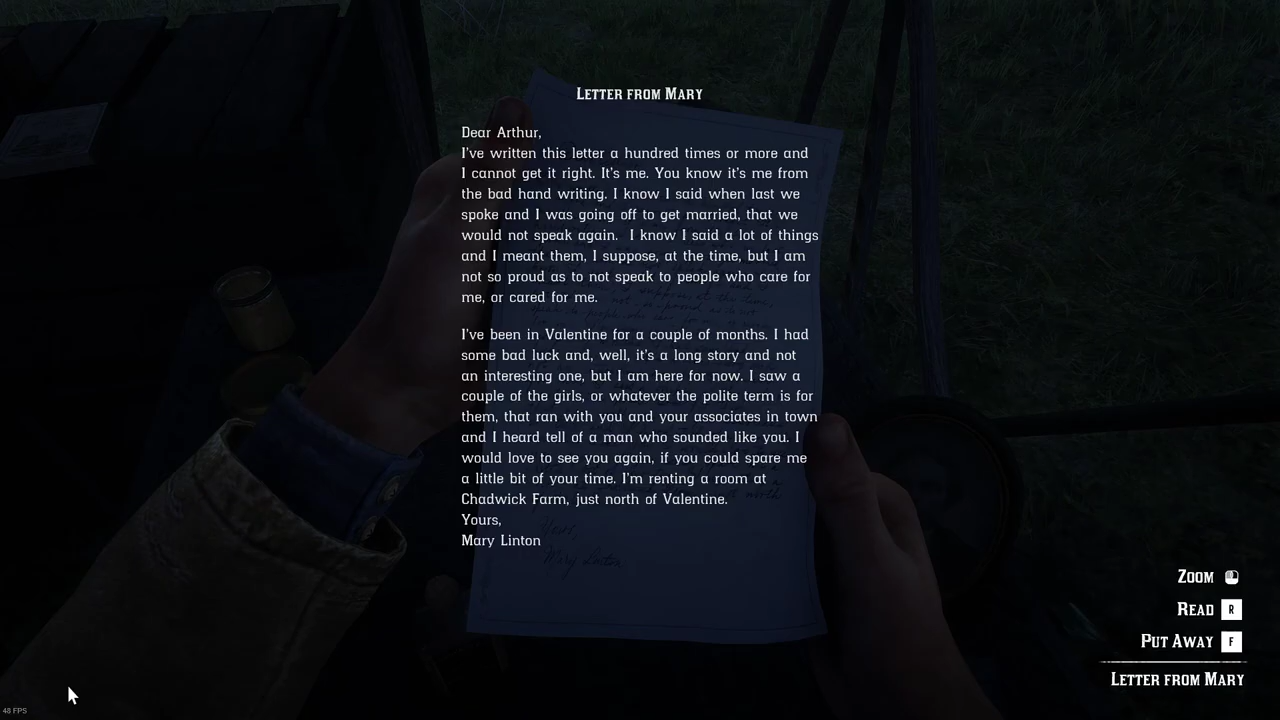 Letter from Mary
Dear Arthur,
I've written this letter a hundred times or more and
I cannot get it right. It's me. You know it's me from
the bad hand writing. I know I said when last we
spoke and I was going off to get married, that we
would not speak again.  I know I said a lot of things
and I meant them, I suppose, at the time, but I am
not so proud as to not speak to people who care for
me, or cared for me.
I've been in Valentine for a couple of months. I had
some bad luck and, well, it's a long story and not
an interesting one, but I am here for now. I saw a
couple of the girls, or whatever the polite term is for
them, that ran with you and your associates in town
and I heard tell of a man who sounded like you. I
would love to see you again, if you could spare me
a little bit of your time. I'm renting a room at
Chadwick Farm, just north of Valentine.
Yours,
Mary Linton
Yours,
Mary Linton
Zoom
Read R
Put Away F
Letter from Mary
48 FPS